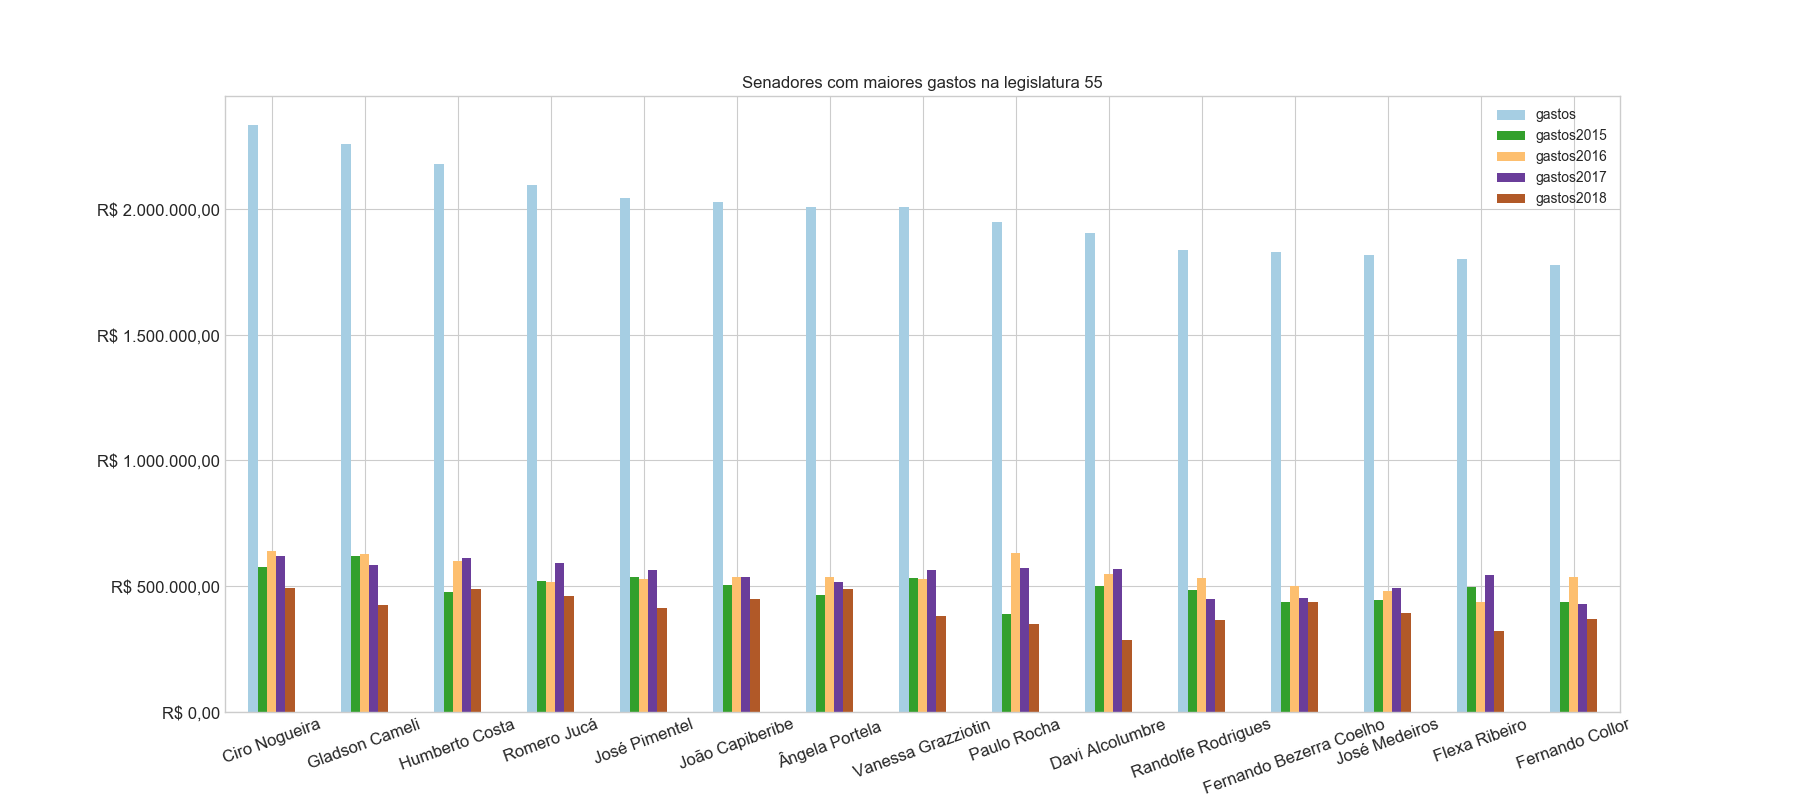 Senadores com maiores gastos na legislatura 55
gastos
gastos2015
gastos2016
gastos2017
gastos2018
R$ 2.000.000,00
R$ 1.500.000,00
R$ 1.000.000,00
R$ 500.000,00
R$ 0,00
Ciro Nogueira
Gladson Cameli
Humberto Costa
Romero Jucá
José Pimentel
João Capiberibe
Ângela Portela
Vanessa Grazziotin
Paulo Rocha
Davi Alcolumbre
Randolfe Rodrigues
Fernando Bezerra Coelho
José Medeiros
Flexa Ribeiro
Fernando Collor